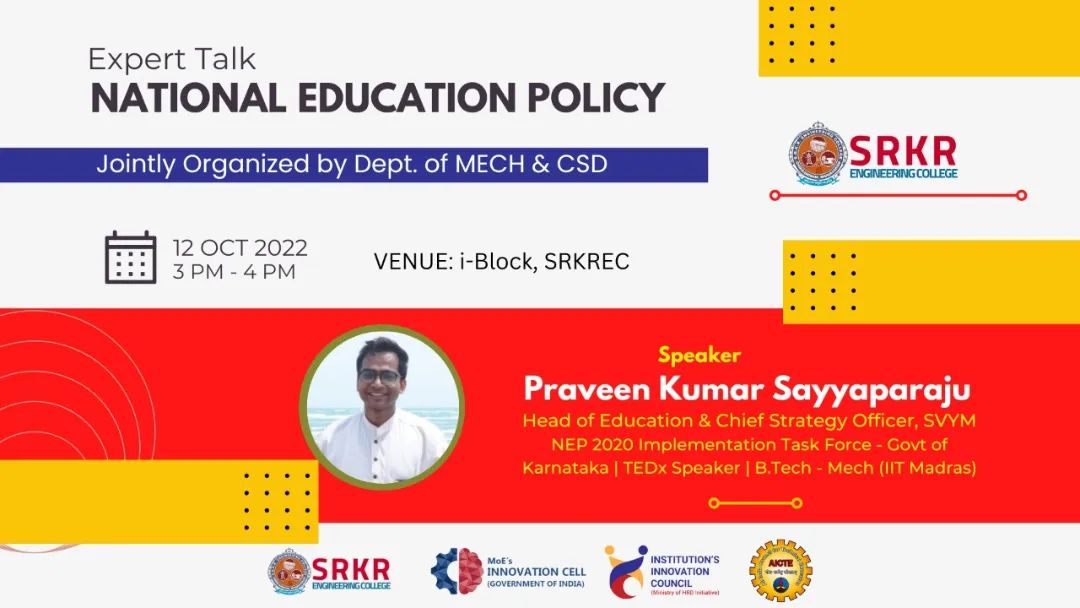 Expert Talk
NATIONAL EDUCATION POLICY
Jointly Organized by Dept. of MECH & CSD
SRKR
ENGINEERING COLLEGE
12 OCT 2022
3 PM - 4 PM
VENUE: i-Block, SRKREC
Speaker
Praveen Kumar Sayyaparaju
Head of Education & Chief Strategy Officer, SVYM
NEP 2020 Implementation Task Force - Govt of
Karnataka | TEDx Speaker | B.Tech - Mech (IIT Madras)
SRKR
ENGINEERING COLLEGE
MoE's
INNOVATION CELL
(GOVERNMENT OF INDIA)
INSTITUTION'S
INNOVATION
COUNCIL
(Ministry of HRD Initiative)
AICTE